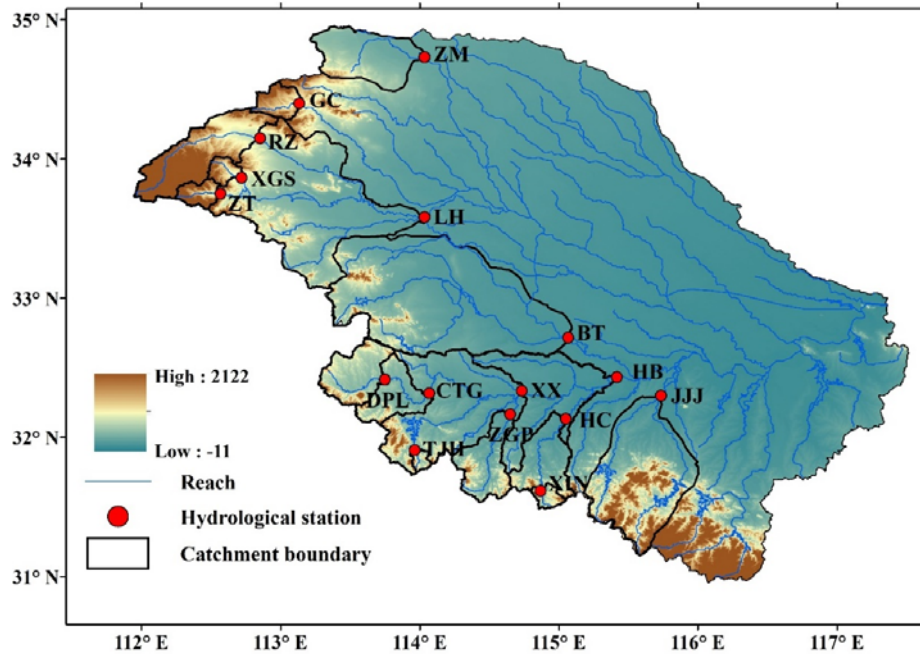 35° N
ZM
GC
34° N
RZ
XGS
ZT
LH
33° N
BT
High : 2122
HB
DPL
CTG
XX
JJJ
ZGP
HC
32° N
Low : -11
TJH
Reach
XIN
Hydrological station
Catchment boundary
31° N
112° E
113° E
114° E
115° E
116° E
117° E